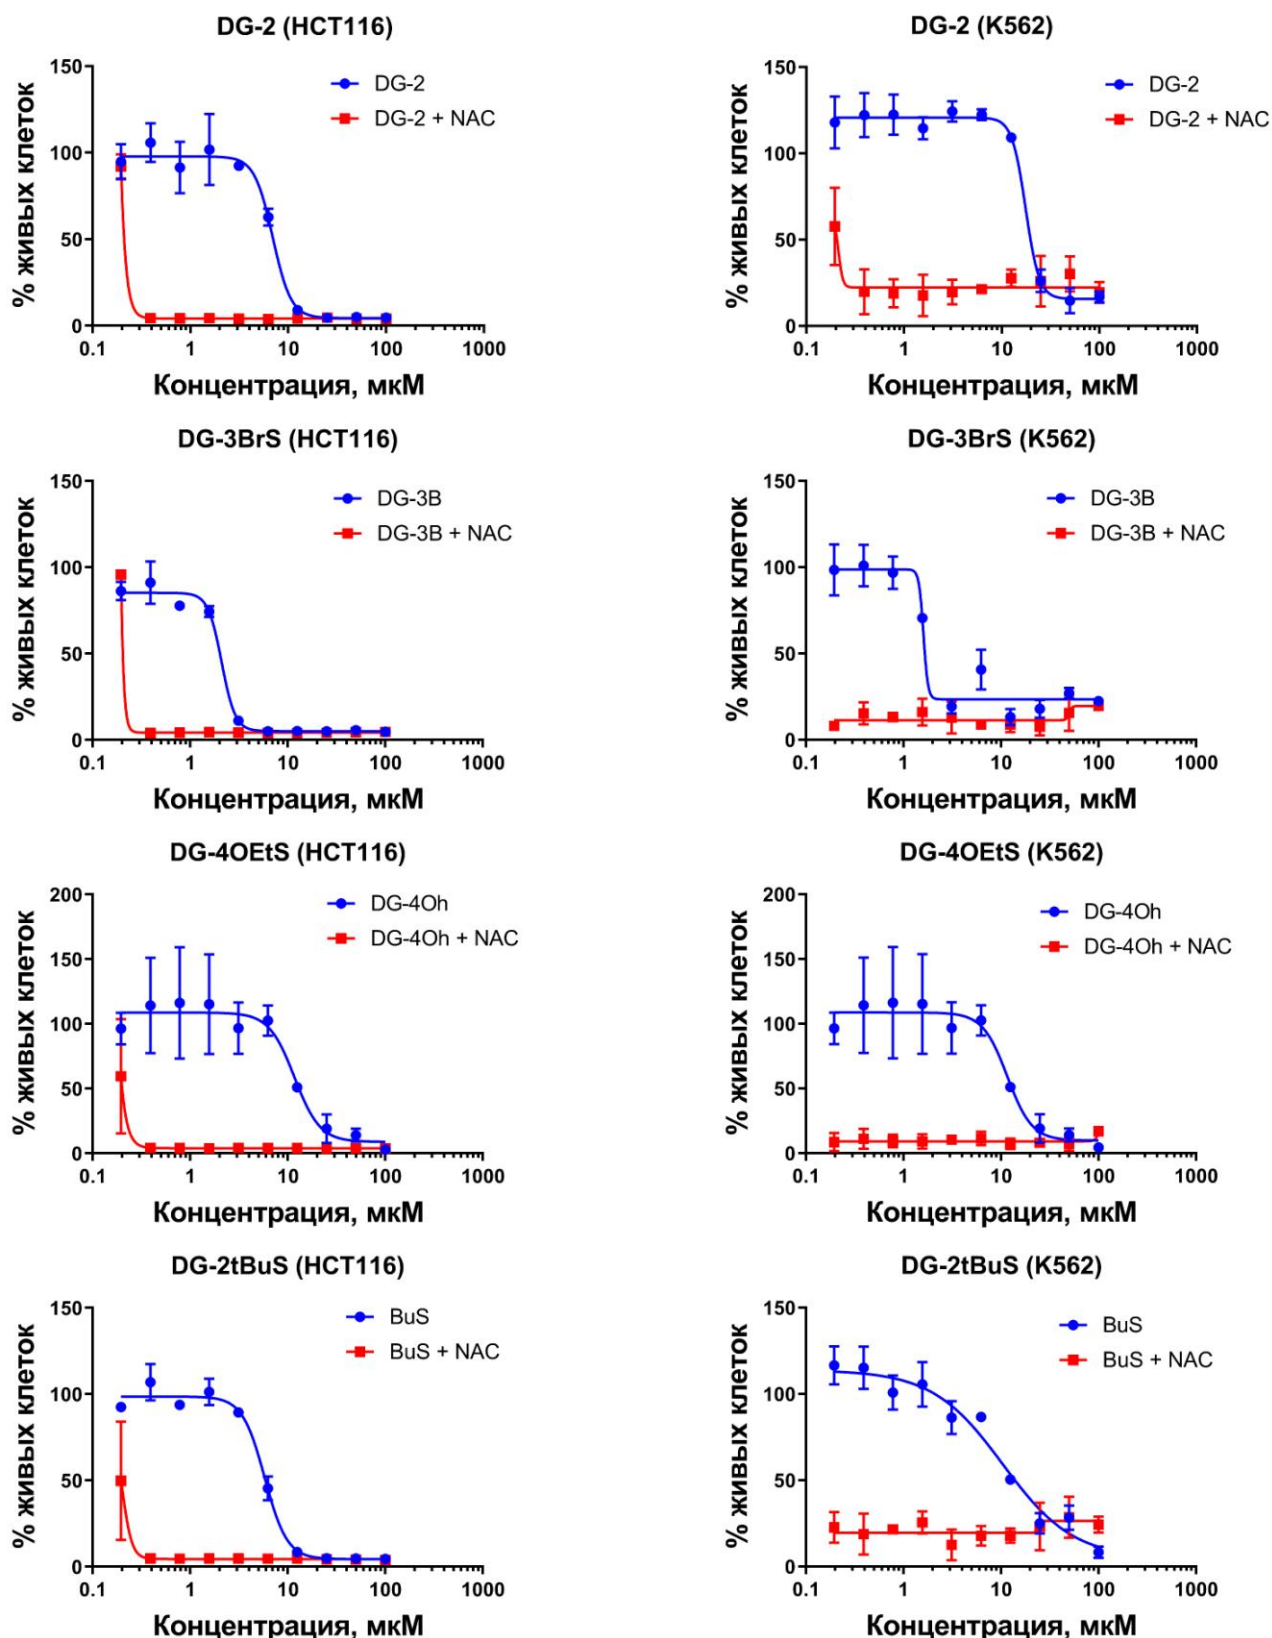 DG-2 (HCT116)
% живых клеток
150
100
50
0
0.1
1
10
100
1000
DG-2
DG-2 + NAC
Концентрация, мкМ
DG-2 (K562)
% живых клеток
150
100
50
0
0.1
1
10
100
1000
DG-2
DG-2 + NAC
Концентрация, мкМ
DG-3BrS (HCT116)
% живых клеток
150
100
50
0
0.1
1
10
100
1000
DG-3B
DG-3B + NAC
Концентрация, мкМ
DG-3BrS (K562)
% живых клеток
150
100
50
0
0.1
1
10
100
1000
DG-3B
DG-3B + NAC
Концентрация, мкМ
DG-4OEtS (HCT116)
% живых клеток
200
150
100
50
0
0.1
1
10
100
1000
DG-4Oh
DG-4Oh + NAC
Концентрация, мкМ
DG-4OEtS (K562)
% живых клеток
200
150
100
50
0
0.1
1
10
100
1000
DG-4Oh
DG-4Oh + NAC
Концентрация, мкМ
DG-2tBuS (HCT116)
% живых клеток
150
100
50
0
0.1
1
10
100
1000
BuS
BuS + NAC
Концентрация, мкМ
DG-2tBuS (K562)
% живых клеток
150
100
50
0
0.1
1
10
100
1000
BuS
BuS + NAC
Концентрация, мкМ